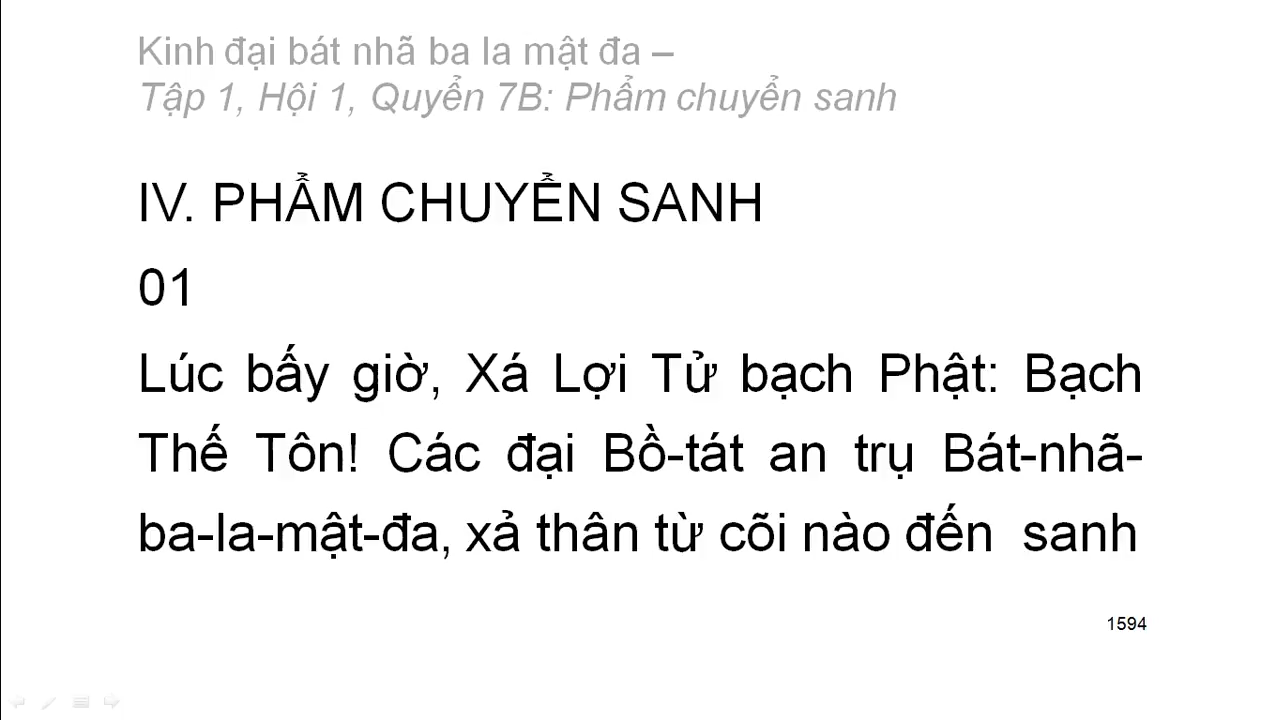 Kinh đại bát nhã ba la mật đa –
Tập 1, Hội 1, Quyển 7B: Phẩm chuyển sanh
IV. PHẨM CHUYỂN SANH
01
Lúc bấy giờ, Xá Lợi Tử bạch Phật: Bạch
Thế Tôn! Các đại Bồ-tát an trụ Bát-nhã-
ba-la-mật-đa, xả thân từ cõi nào đến sanh
1594